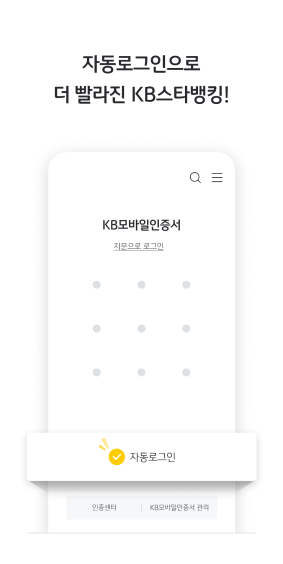 자동로그인으로
더 빨라진 KB스타뱅킹!
KB모바일인증서
지문으로 로그인
자동로그인
인증센터 | KB모바일인증서 관리